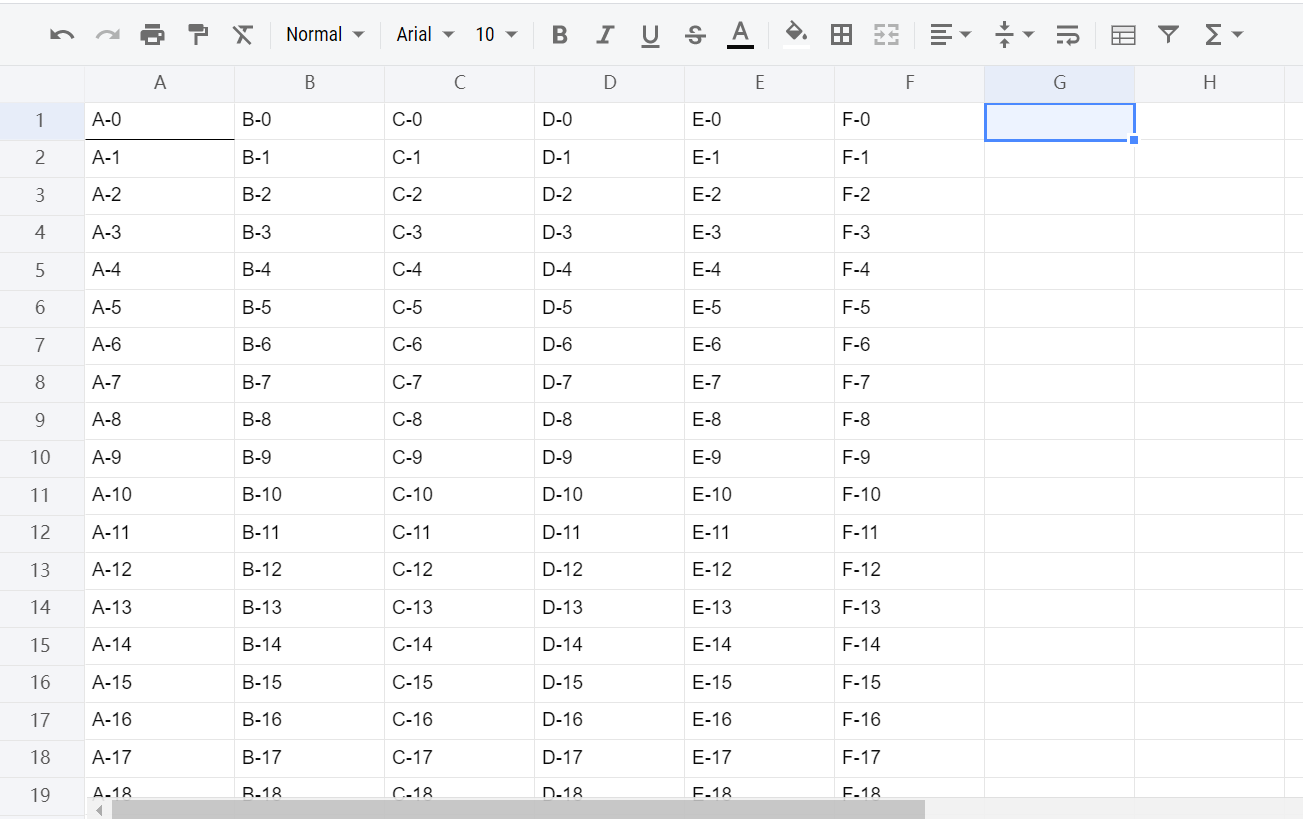 Normal Arial 10 B I U S A Σ
A B C D E F G H
1 A-0 B-0 C-0 D-0 E-0 F-0
2 A-1 B-1 C-1 D-1 E-1 F-1
3 A-2 B-2 C-2 D-2 E-2 F-2
4 A-3 B-3 C-3 D-3 E-3 F-3
5 A-4 B-4 C-4 D-4 E-4 F-4
6 A-5 B-5 C-5 D-5 E-5 F-5
7 A-6 B-6 C-6 D-6 E-6 F-6
8 A-7 B-7 C-7 D-7 E-7 F-7
9 A-8 B-8 C-8 D-8 E-8 F-8
10 A-9 B-9 C-9 D-9 E-9 F-9
11 A-10 B-10 C-10 D-10 E-10 F-10
12 A-11 B-11 C-11 D-11 E-11 F-11
13 A-12 B-12 C-12 D-12 E-12 F-12
14 A-13 B-13 C-13 D-13 E-13 F-13
15 A-14 B-14 C-14 D-14 E-14 F-14
16 A-15 B-15 C-15 D-15 E-15 F-15
17 A-16 B-16 C-16 D-16 E-16 F-16
18 A-17 B-17 C-17 D-17 E-17 F-17
19 A-18 B-18 C-18 D-18 E-18 F-18